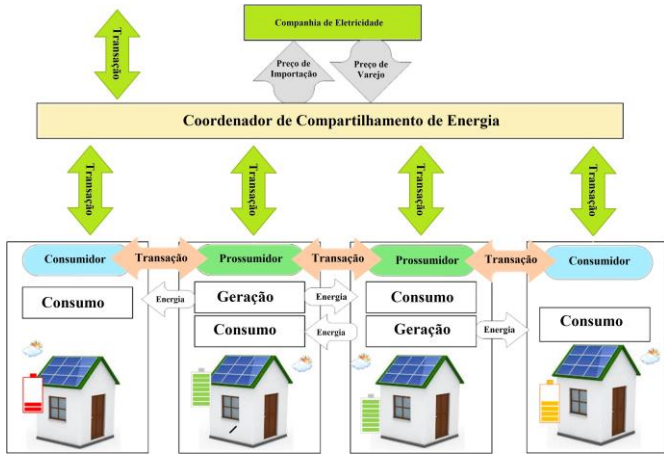 Transação
Companhia de Eletricidade
Preço de
Importação
Preço de
Varejo
Coordenador de Compartilhamento de Energia
Transação
Transação
Transação
Transação
Consumidor
Transação
Prossumidor
Transação
Prossumidor
Transação
Consumidor
Consumo
Energia
Geração
Energia
Consumo
Consumo
Energia
Geração
Energia
Consumo